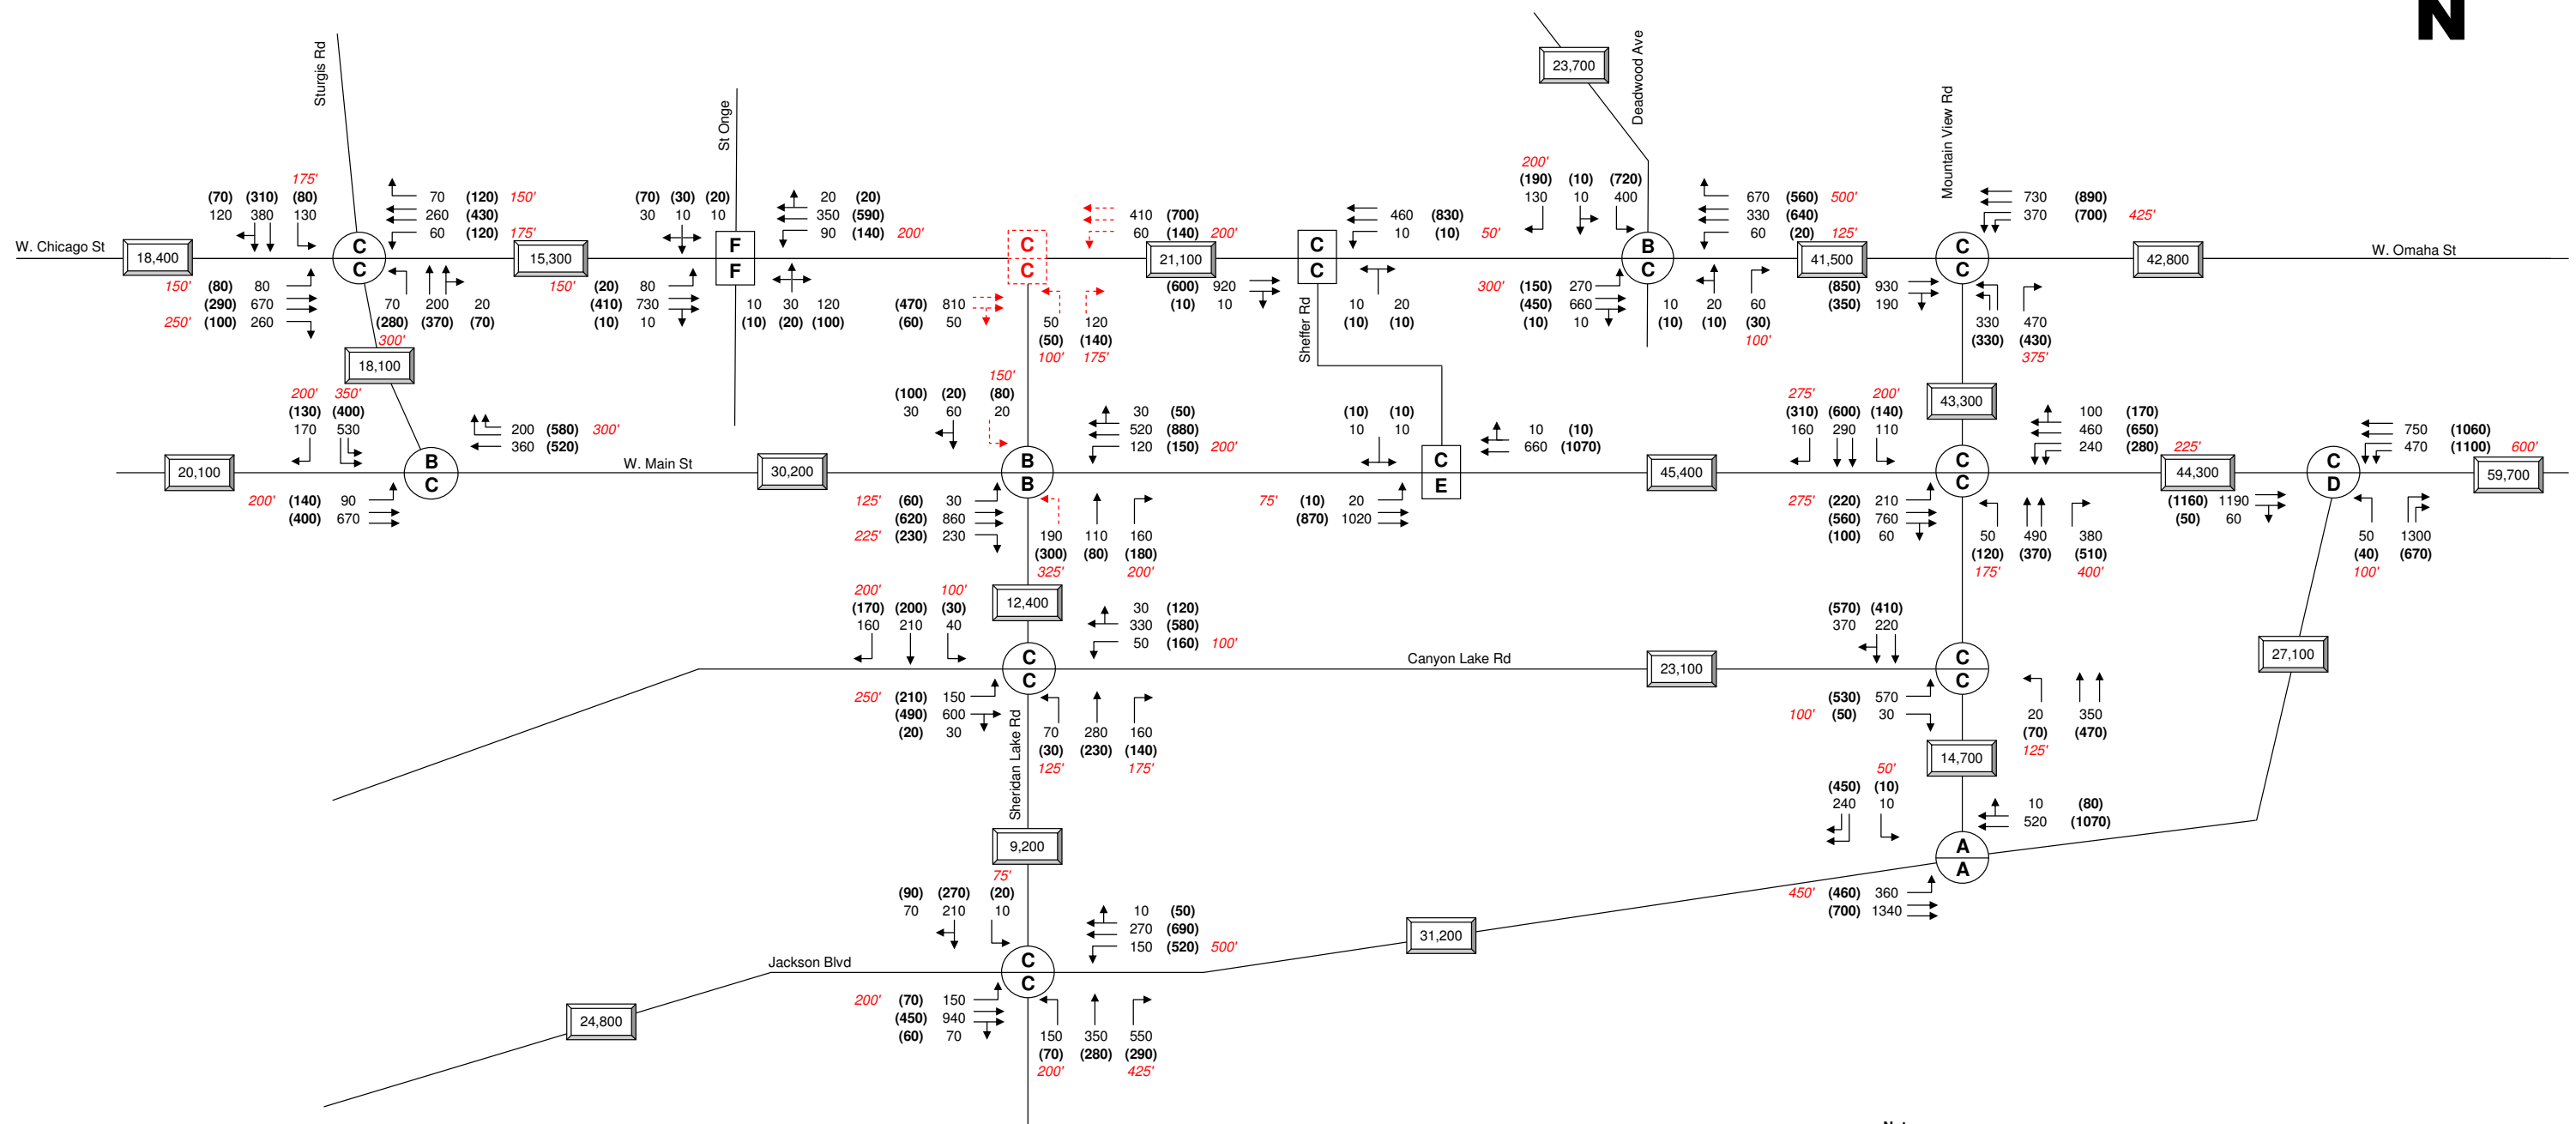 N
23,700
Sturgis Rd
St Onge
Deadwood Ave
Mountain View Rd
175'
(70) (310) (80)
120 380 130
70 (120) 150'
260 (430)
60 (120) 175'
(70) (30) (20)
30 10 10
20 (20)
350 (590)
90 (140) 200'
410 (700)
60 (140) 200'
460 (830)
10 (10) 50'
200'
(190) (10) (720)
130 10 400
670 (560) 500'
330 (640)
60 (20) 125'
730 (890)
370 (700) 425'
W. Chicago St
18,400
C
C
15,300
F
F
C
C
21,100
C
C
B
C
41,500
C
C
42,800
W. Omaha St
150' (80) 80
(290) 670
250' (100) 260
70 200 20
(280) (370) (70)
300'
150' (20) 80
(410) 730
(10) 10
10 30 120
(10) (20) (100)
(470) 810
(60) 50
50 120
(50) (140)
100' 175'
(600) 920
(10) 10
Sheffer Rd
10 20
(10) (10)
300' (150) 270
(450) 660
(10) 10
10 20 60
(10) (10) (30)
100'
(850) 930
(350) 190
330 470
(330) (430)
375'
18,100
43,300
200' 350'
(130) (400)
170 530
200 (580) 300'
360 (520)
150'
(100) (20) (80)
30 60 20
30 (50)
520 (880)
120 (150) 200'
(10) (10)
10 10
10 (10)
660 (1070)
275' 200'
(310) (600) (140)
160 290 110
100 (170)
460 (650)
240 (280) 225'
750 (1060)
470 (1100) 600'
20,100
B
C
W. Main St
30,200
B
B
C
E
45,400
C
C
44,300
C
D
59,700
200' (140) 90
(400) 670
125' (60) 30
(620) 860
225' (230) 230
190 110 160
(300) (80) (180)
325' 200'
75' (10) 20
(870) 1020
275' (220) 210
(560) 760
(100) 60
50 490 380
(120) (370) (510)
175' 400'
(1160) 1190
(50) 60
50 1300
(40) (670)
100'
12,400
200' 100'
(170) (200) (30)
160 210 40
30 (120)
330 (580)
50 (160) 100'
(570) (410)
370 220
C
C
Canyon Lake Rd
23,100
C
C
27,100
250' (210) 150
(490) 600
(20) 30
Sheridan Lake Rd
70 280 160
(30) (230) (140)
125' 175'
(530) 570
100' (50) 30
20 350
(70) (470)
125'
14,700
50'
(450) (10)
240 10
10 (80)
520 (1070)
9,200
A
A
450' (460) 360
(700) 1340
75'
(90) (270) (20)
70 210 10
10 (50)
270 (690)
150 (520) 500'
31,200
Jackson Blvd
C
C
24,800
200' (70) 150
(450) 940
(60) 70
150 350 550
(70) (280) (290)
200' 425'